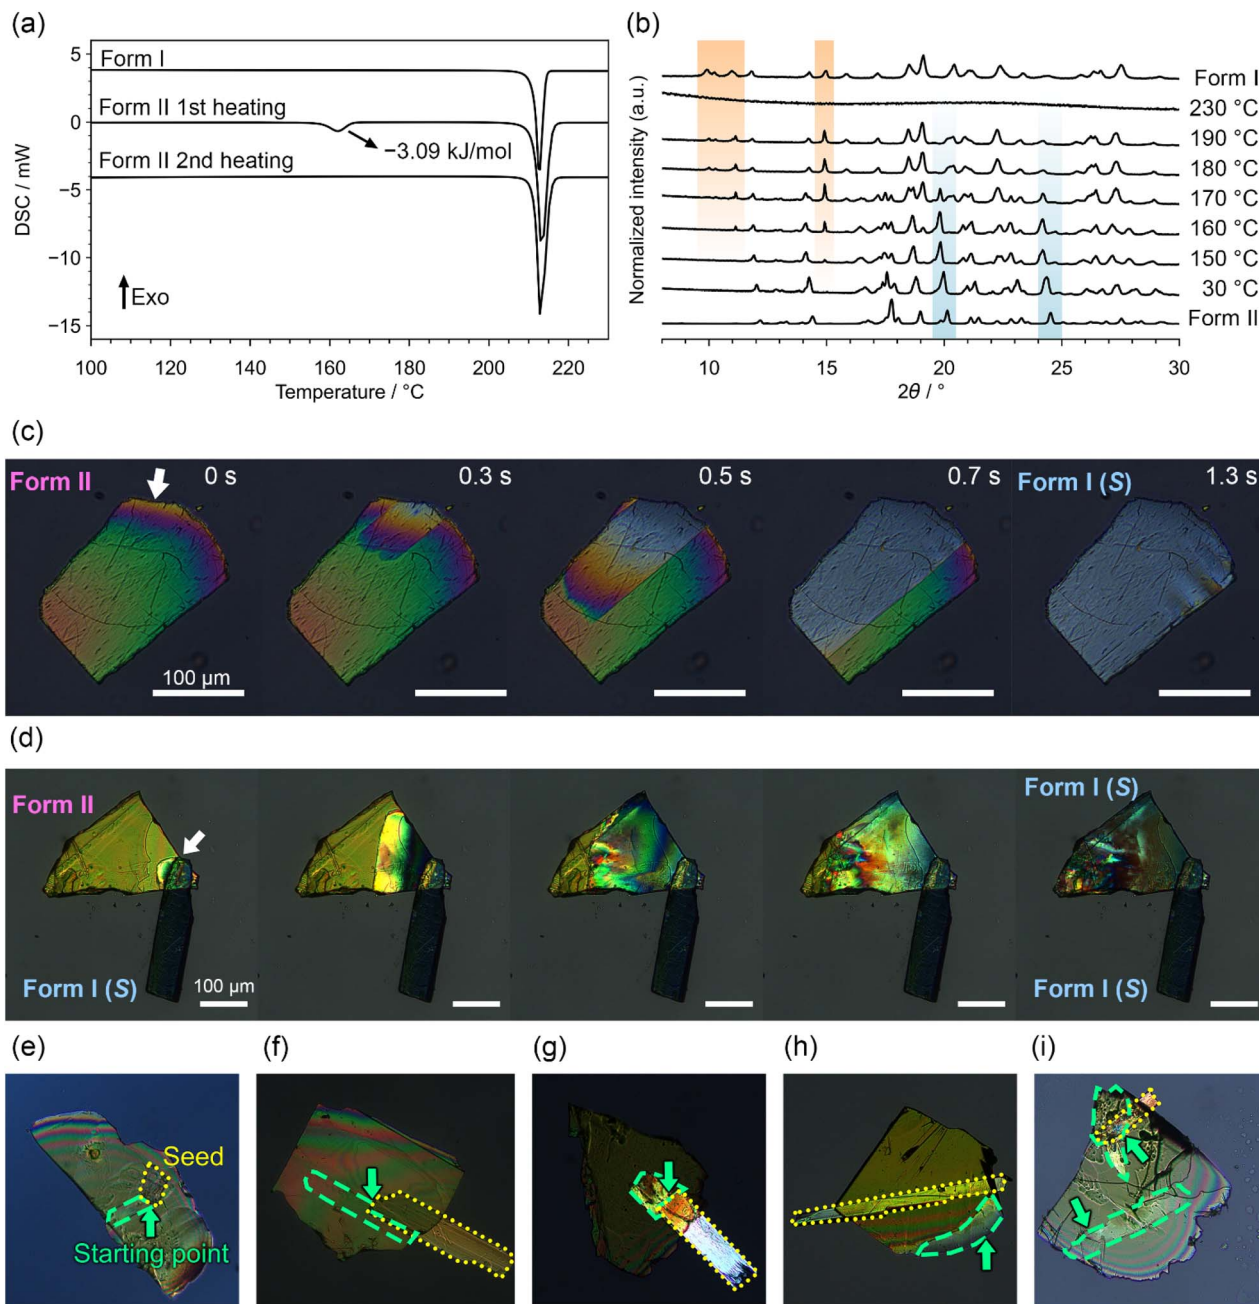 (a)
5
0
−5
−10
−15
DSC / mW
Form I
Form II 1st heating
−3.09 kJ/mol
Form II 2nd heating
Exo
100 120 140 160 180 200 220
Temperature / °C
(b)
Normalized intensity (a.u.)
Form I
230 °C
190 °C
180 °C
170 °C
160 °C
150 °C
30 °C
Form II
10 15 20 25 30
2θ / °
(c)
Form II
0 s
0.3 s
0.5 s
0.7 s
Form I (S)
1.3 s
100 μm
(d)
Form II
Form I (S)
Form I (S)
100 μm
Form I (S)
(e)
Seed
Starting point
(f)
(g)
(h)
(i)